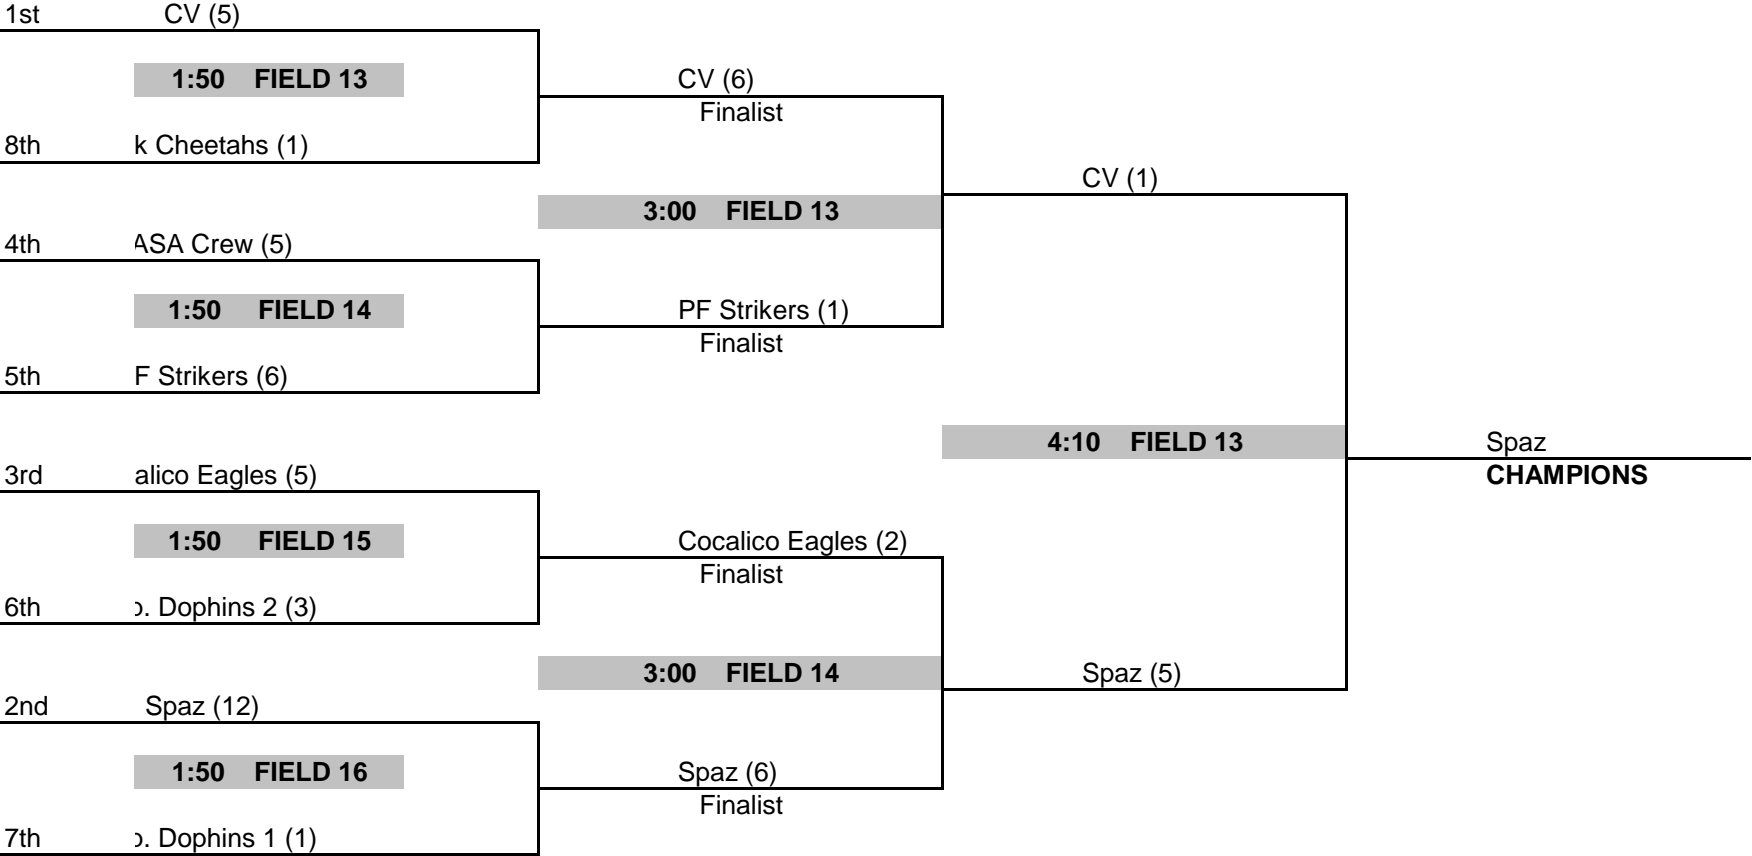 1st CV (5)
1:50 FIELD 13
CV (6)
Finalist
8th k Cheetahs (1)
CV (1)
3:00 FIELD 13
4th ASA Crew (5)
1:50 FIELD 14
PF Strikers (1)
Finalist
5th F Strikers (6)
4:10 FIELD 13
Spaz
CHAMPIONS
3rd alico Eagles (5)
1:50 FIELD 15
Cocalico Eagles (2)
Finalist
6th o. Dophins 2 (3)
3:00 FIELD 14
Spaz (5)
2nd Spaz (12)
1:50 FIELD 16
Spaz (6)
Finalist
7th o. Dophins 1 (1)